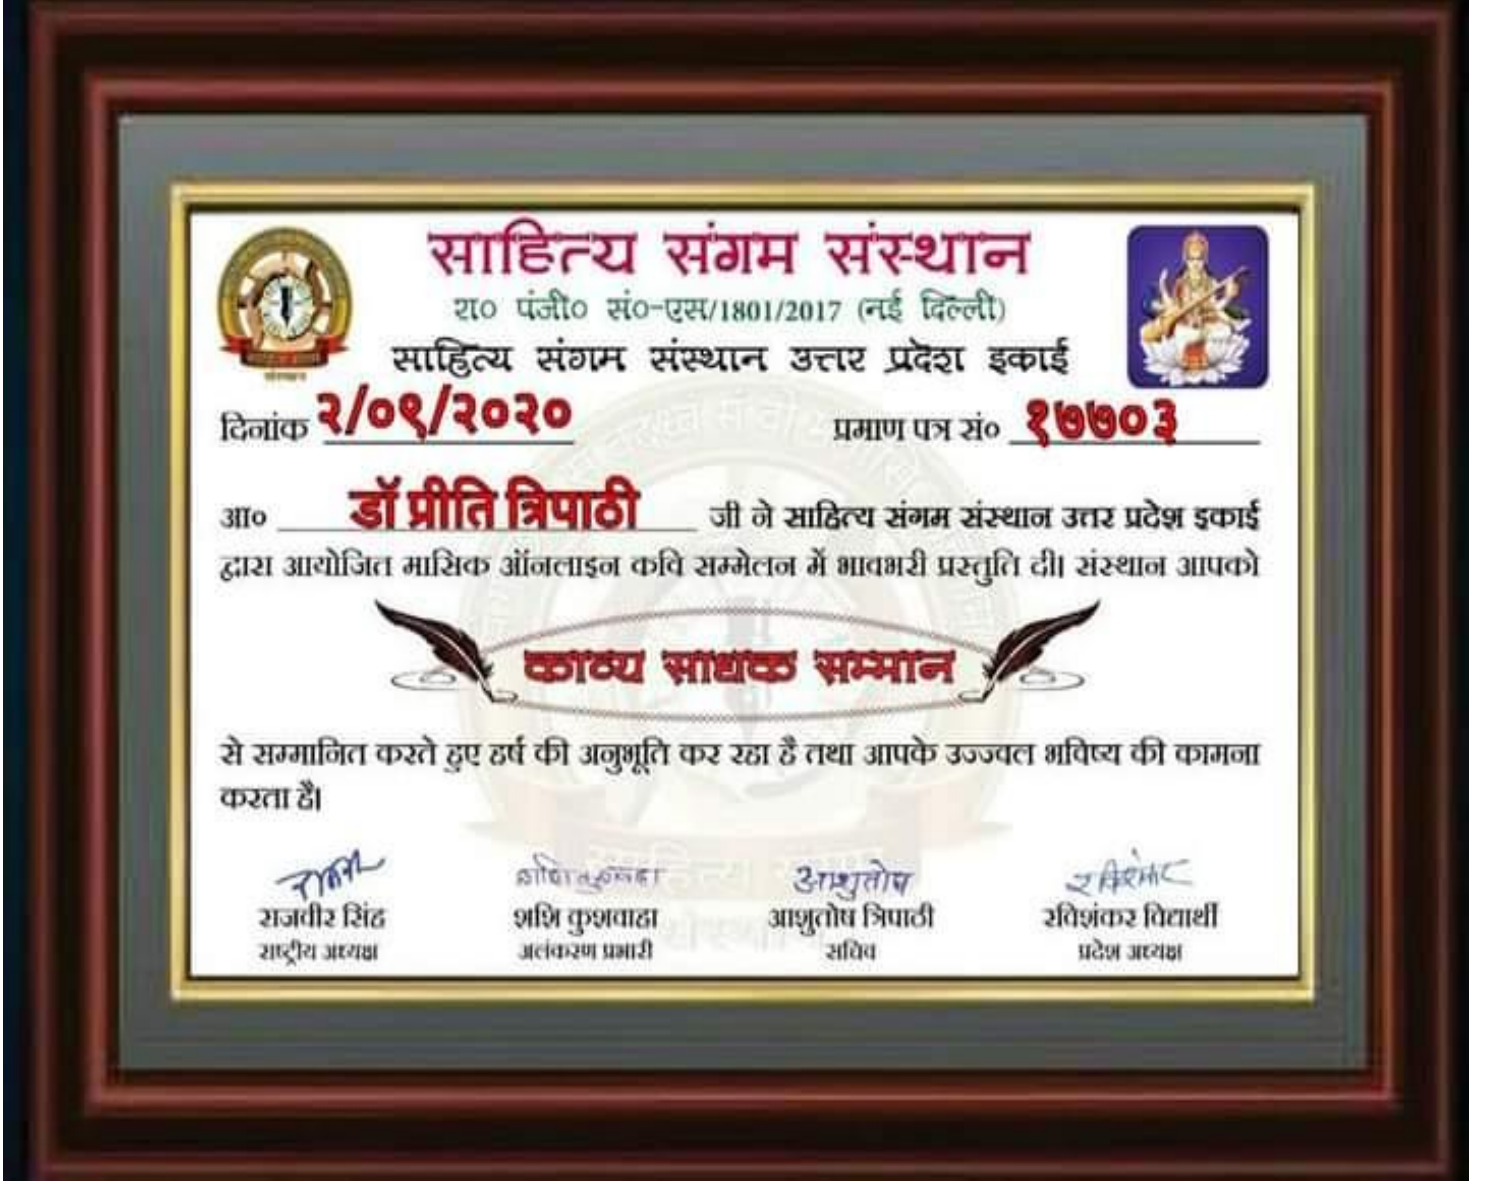 साहित्य संगम संस्थान
रा० पंजी० सं०-एस/1801/2017 (नई दिल्ली)
साहित्य संगम संस्थान उत्तर प्रदेश इकाई
दिनांक २/०९/२०२० प्रमाण पत्र सं० १७७०३
आ० डॉ प्रीति त्रिपाठी जी ने साहित्य संगम संस्थान उत्तर प्रदेश इकाई
द्वारा आयोजित मासिक ऑनलाइन कवि सम्मेलन में भावभरी प्रस्तुति दी। संस्थान आपको
काव्य साधक सम्मान
से सम्मानित करते हुए हर्ष की अनुभूति कर रहा है तथा आपके उज्ज्वल भविष्य की कामना
करता है।
आशुतोष
राजवीर सिंह शशि कुशवाहा आशुतोष त्रिपाठी रविशंकर विद्यार्थी
राष्ट्रीय अध्यक्ष अलंकरण प्रभारी सचिव प्रदेश अध्यक्ष